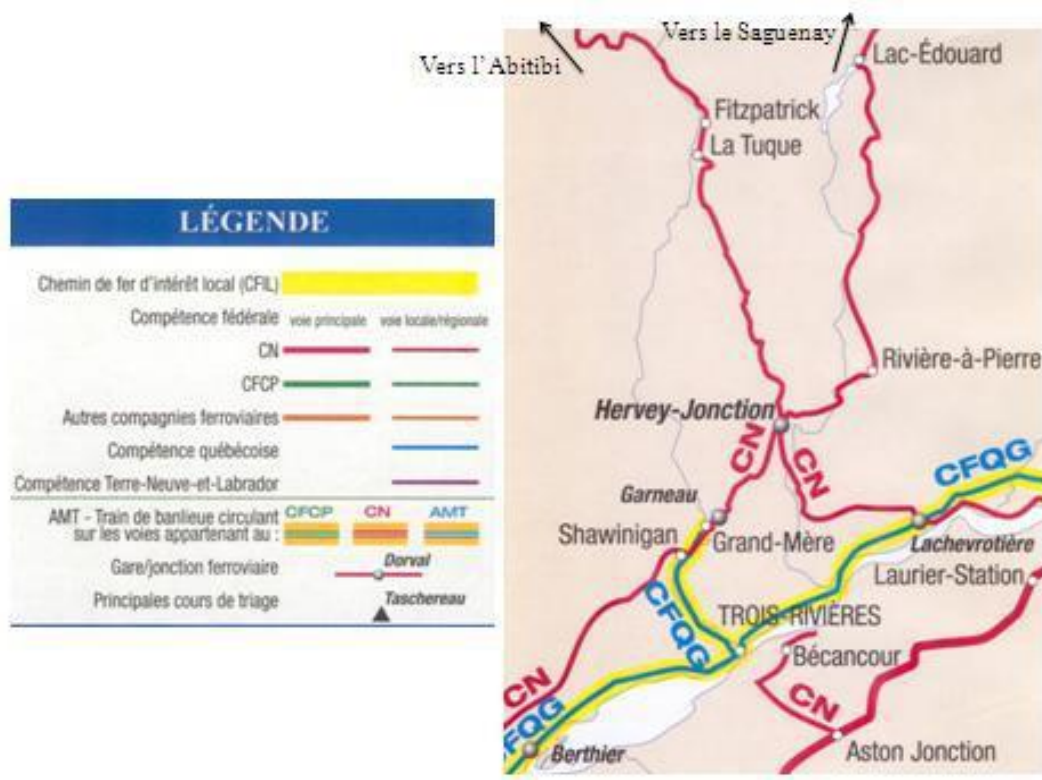 Vers l'Abitibi
Vers le Saguenay
LÉGENDE
Chemin de fer d'intérêt local (CFIL)
Compétence fédérale voie principale voie locale/régionale
CN
CFCP
Autres compagnies ferroviaires
Compétence québécoise
Compétence Terre-Neuve-et-Labrador
AMT - Train de banlieue circulant
sur les voies appartenant au :
CFCP CN AMT
Gare/jonction ferroviaire Dorval
Principales cours de triage Taschereau
Lac-Édouard
Fitzpatrick
La Tuque
Rivière-à-Pierre
Hervey-Jonction
CN
CN
CFQG
Garneau
Shawinigan
Grand-Mère
Lachevrotière
Laurier-Station
CFQG
TROIS-RIVIÈRES
Bécancour
CN
CN
FQG
Berthier
Aston Jonction